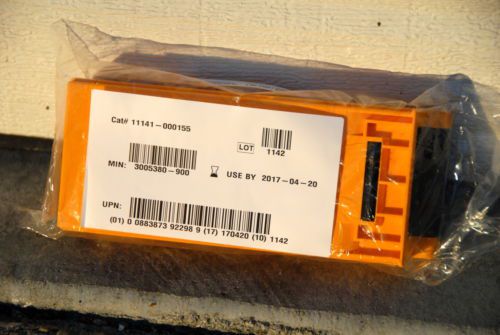 Cat# 11141-000155
LOT 1142
MIN: 3005380-900
USE BY 2017-04-20
UPN:
(01) 0 0883873 92298 9 (17) 170420 (10) 1142